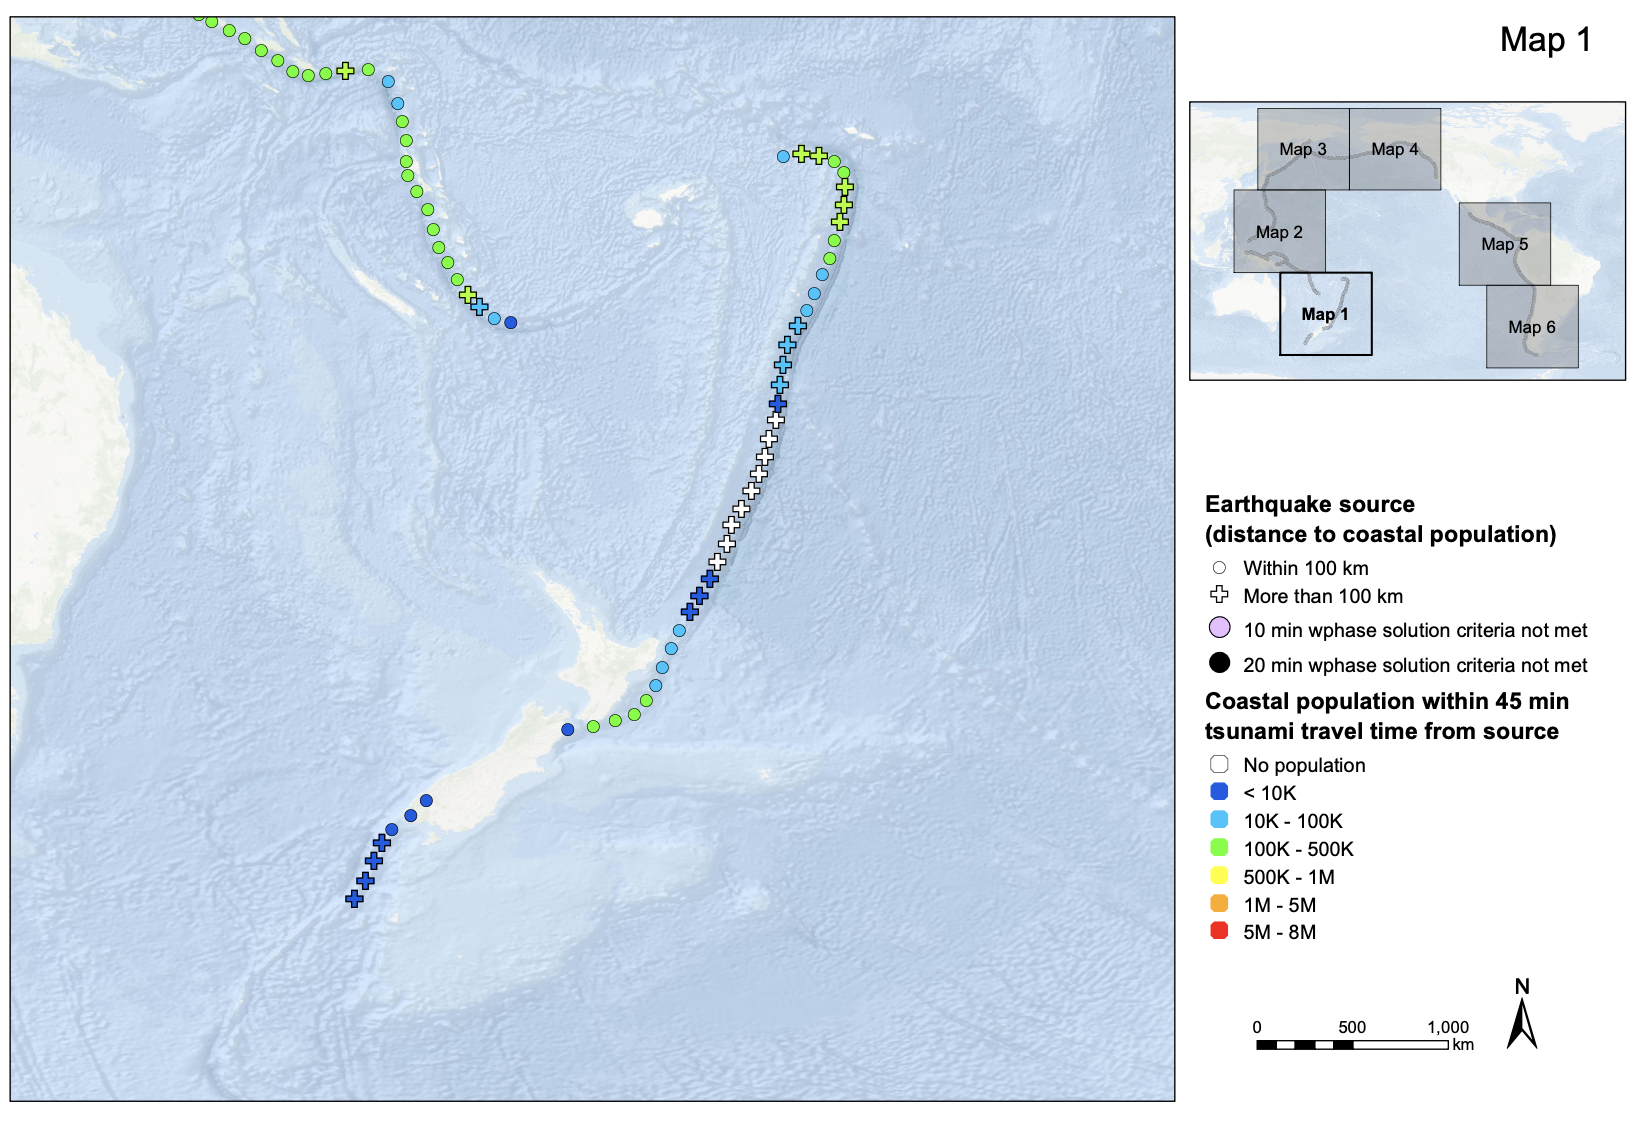 Map 1
Map 3
Map 4
Map 2
Map 5
Map 1
Map 6
Earthquake source
(distance to coastal population)
Within 100 km
More than 100 km
10 min wphase solution criteria not met
20 min wphase solution criteria not met
Coastal population within 45 min
tsunami travel time from source
No population
< 10K
10K - 100K
100K - 500K
500K - 1M
1M - 5M
5M - 8M
N
0 500 1,000
km